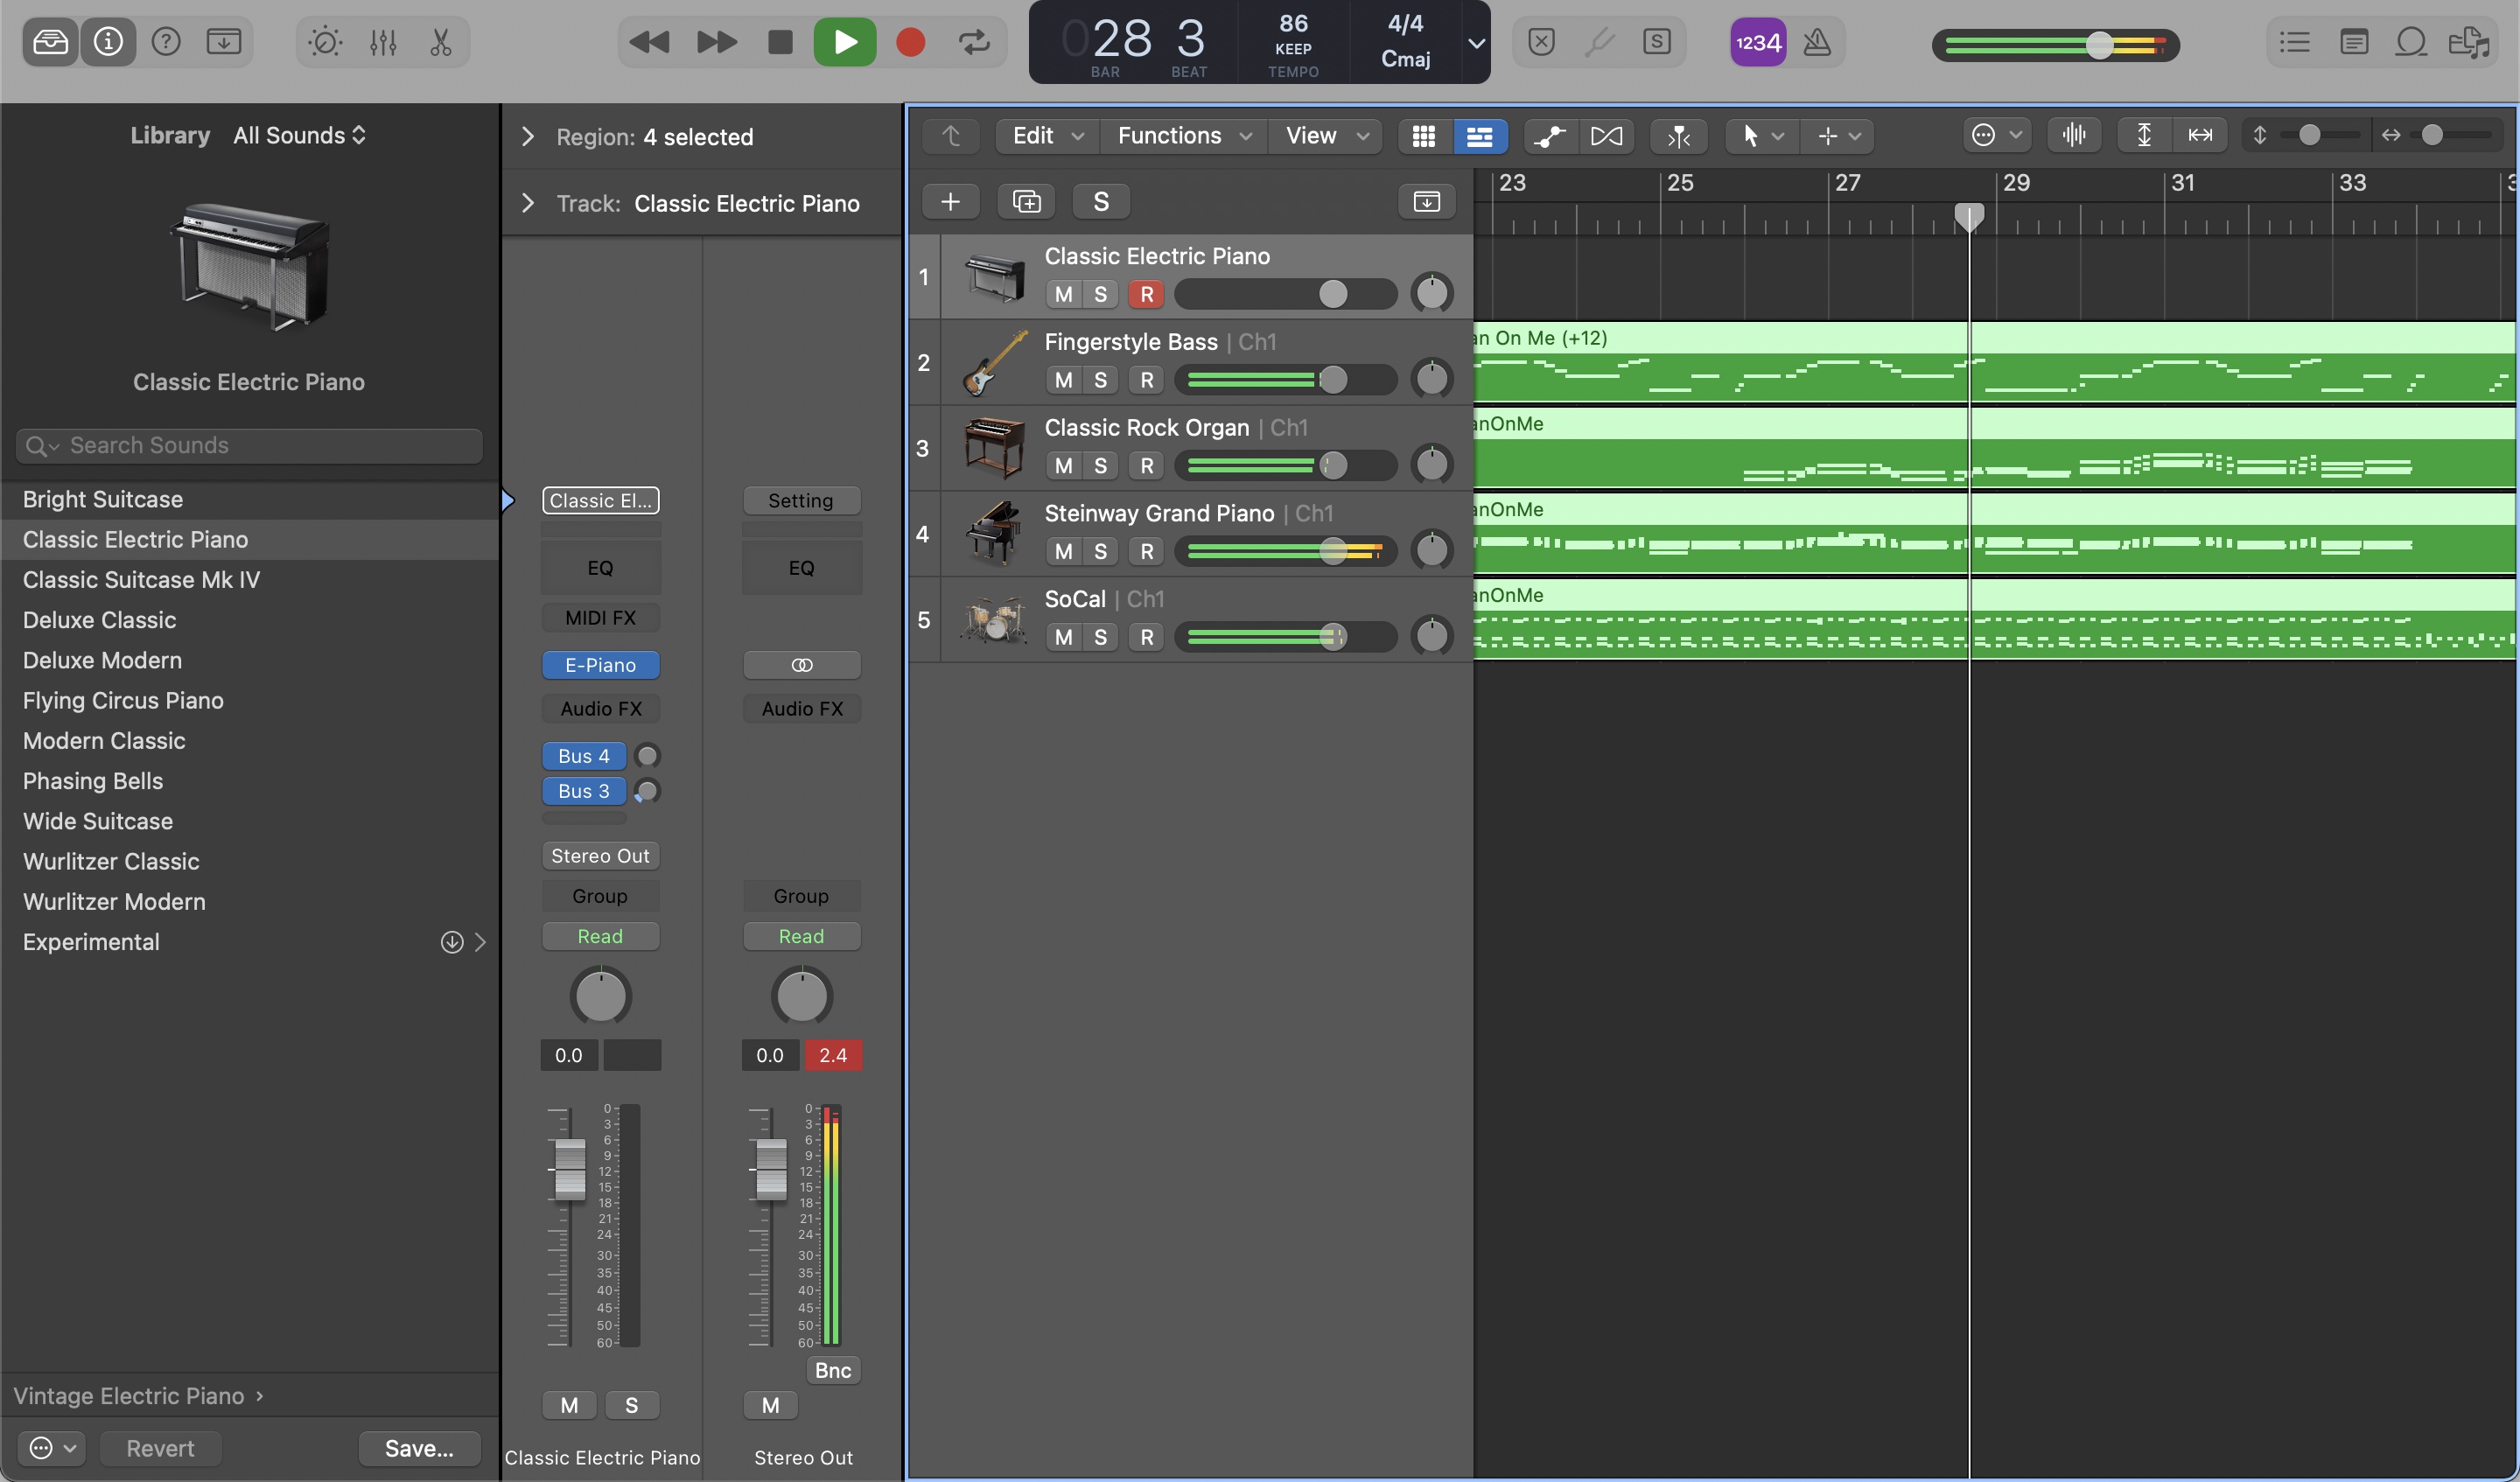 028 3
BAR BEAT
86
KEEP
TEMPO
4/4
Cmaj
S
1234
Library All Sounds
Classic Electric Piano
Search Sounds
Bright Suitcase
Classic Electric Piano
Classic Suitcase Mk IV
Deluxe Classic
Deluxe Modern
Flying Circus Piano
Modern Classic
Phasing Bells
Wide Suitcase
Wurlitzer Classic
Wurlitzer Modern
Experimental
Vintage Electric Piano ›
Revert Save...
Region: 4 selected
Track: Classic Electric Piano
Classic El...
EQ
MIDI FX
E-Piano
Audio FX
Bus 4
Bus 3
Stereo Out
Group
Read
0.0
0
3
6
9
12
15
18
21
24
30
35
40
45
50
60
M S
Classic Electric Piano
Setting
EQ
Audio FX
Group
Read
0.0 2.4
0
3
6
9
12
15
18
21
24
30
35
40
45
50
60
Bnc
M
Stereo Out
Edit Functions View
S
23 25 27 29 31 33
1 Classic Electric Piano
M S R
2 Fingerstyle Bass | Ch1
M S R
3 Classic Rock Organ | Ch1
M S R
4 Steinway Grand Piano | Ch1
M S R
5 SoCal | Ch1
M S R
an On Me (+12)
anOnMe
anOnMe
anOnMe